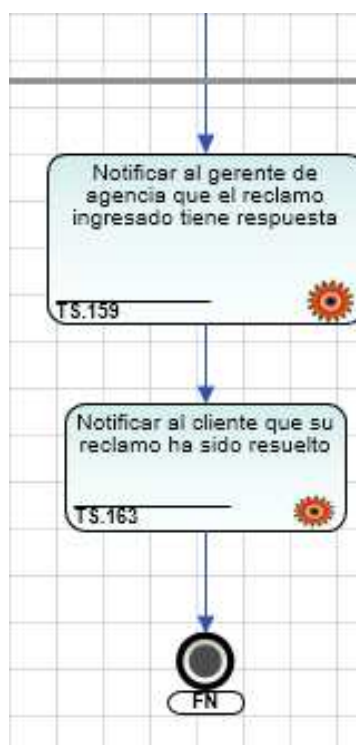 Notificar al gerente de
agencia que el reclamo
ingresado tiene respuesta
TS.159
Notificar al cliente que su
reclamo ha sido resuelto
TS.163
FN